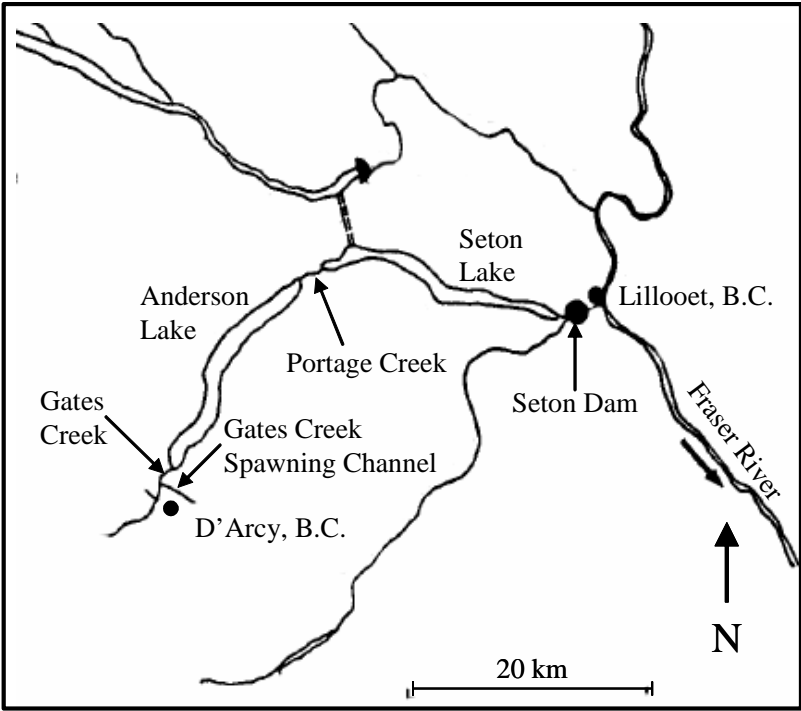 Seton
Lake
Anderson
Lake
Lillooet, B.C.
Portage Creek
Seton Dam
Gates
Creek
Gates Creek
Spawning Channel
Fraser River
D'Arcy, B.C.
N
20 km